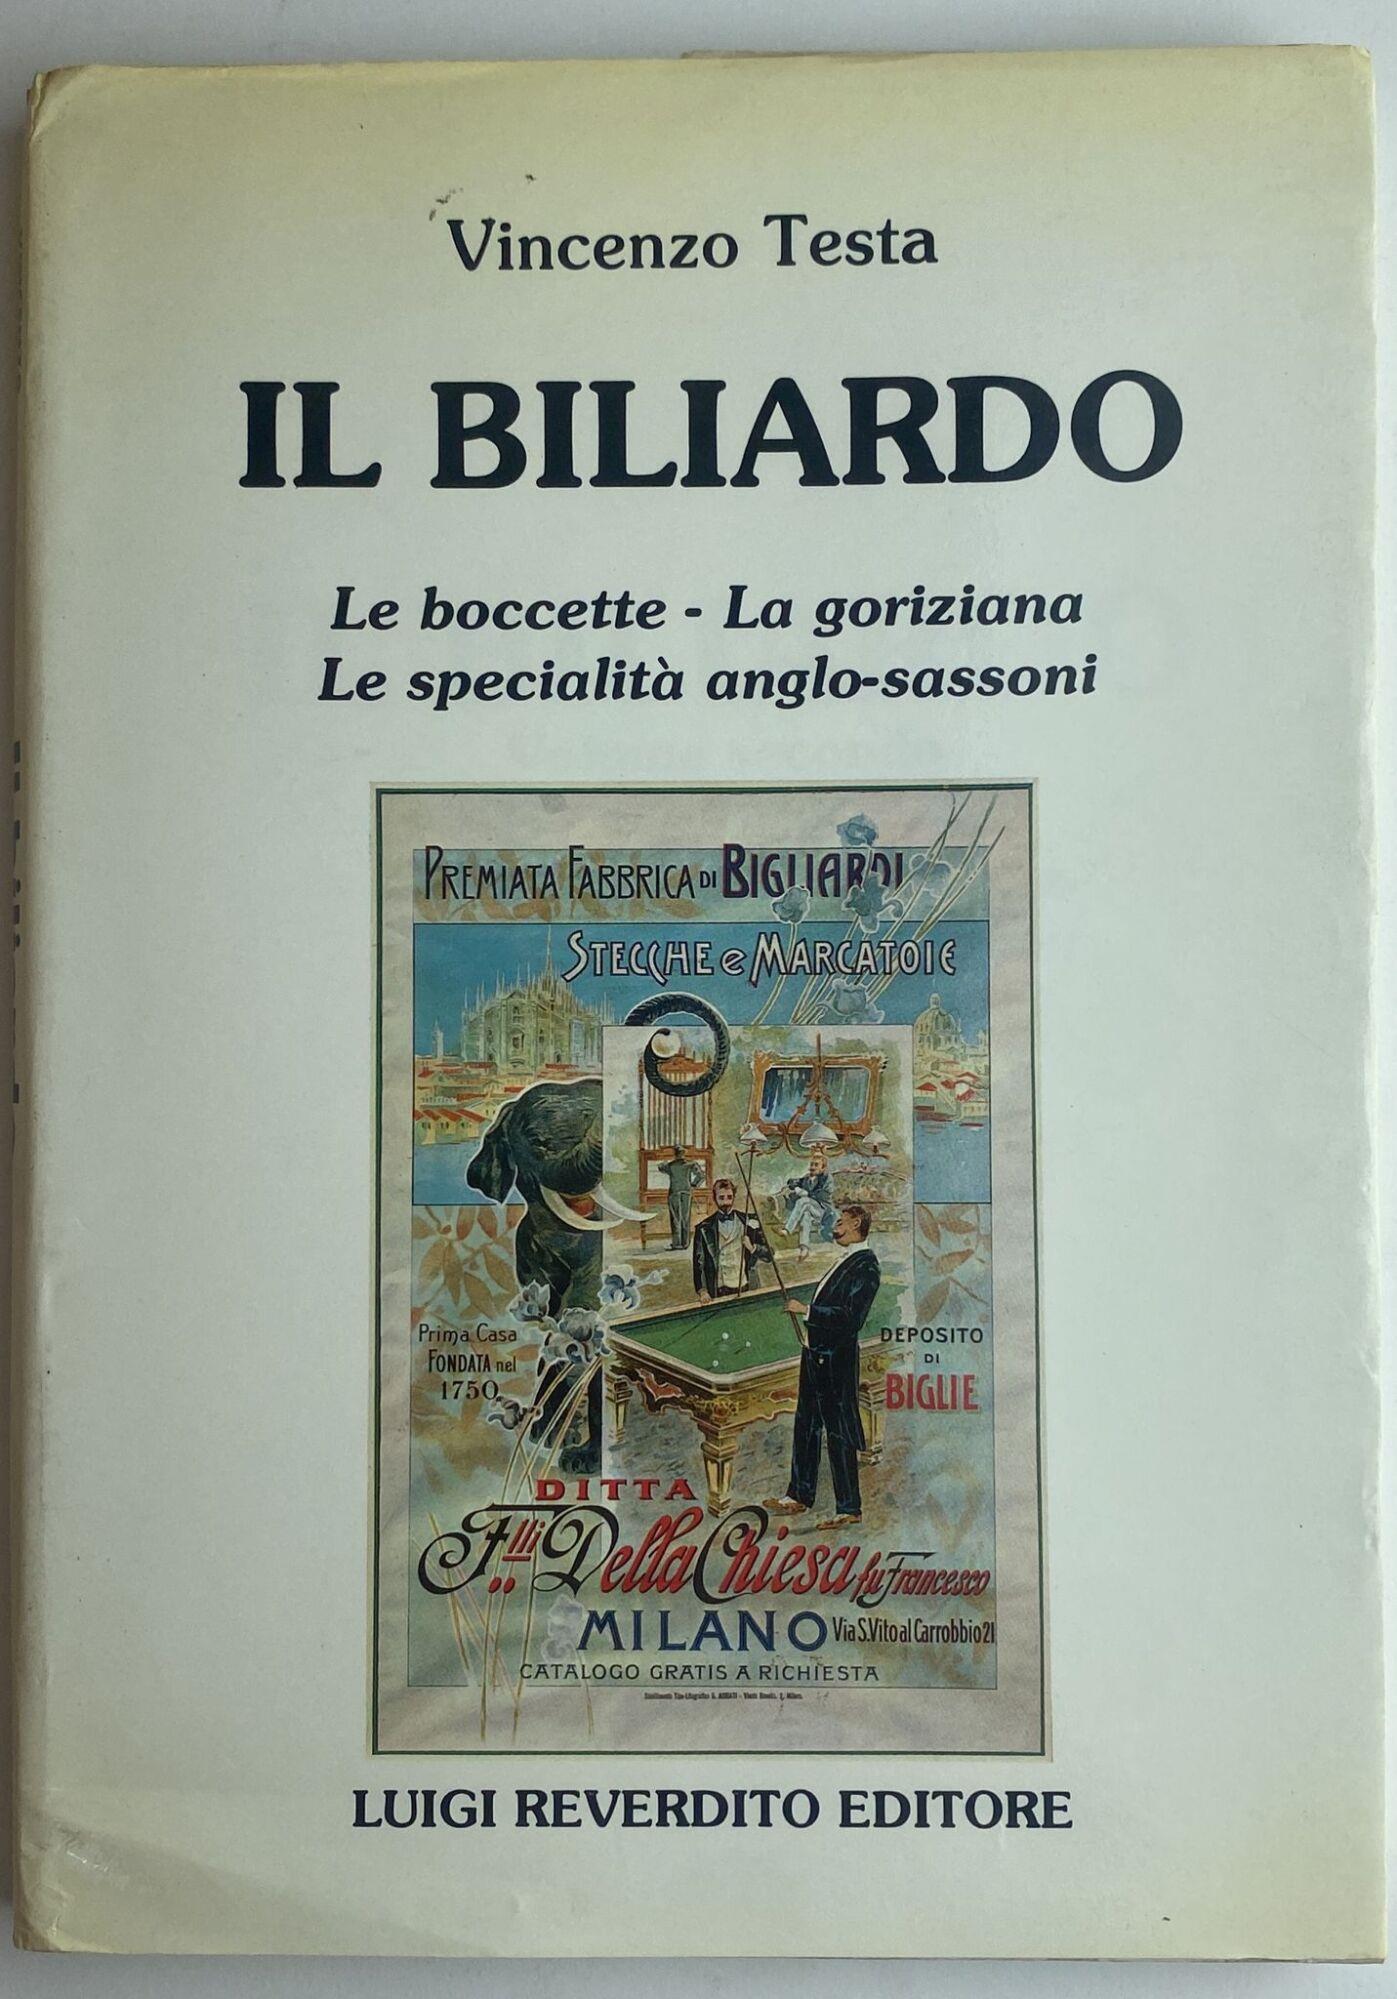 Vincenzo Testa
IL BILIARDO
Le boccette - La goriziana
Le specialità anglo-sassoni
PREMIATA FABBRICA DI BIGLIARDI
STECCHE e MARCATOIE
Prima Casa
FONDATA nel
1750
DEPOSITO
DI
BIGLIE
DITTA
F.lli Della Chiesa fu Francesco
MILANO Via S.Vito al Carrobbio 21
CATALOGO GRATIS A RICHIESTA
LUIGI REVERDITO EDITORE